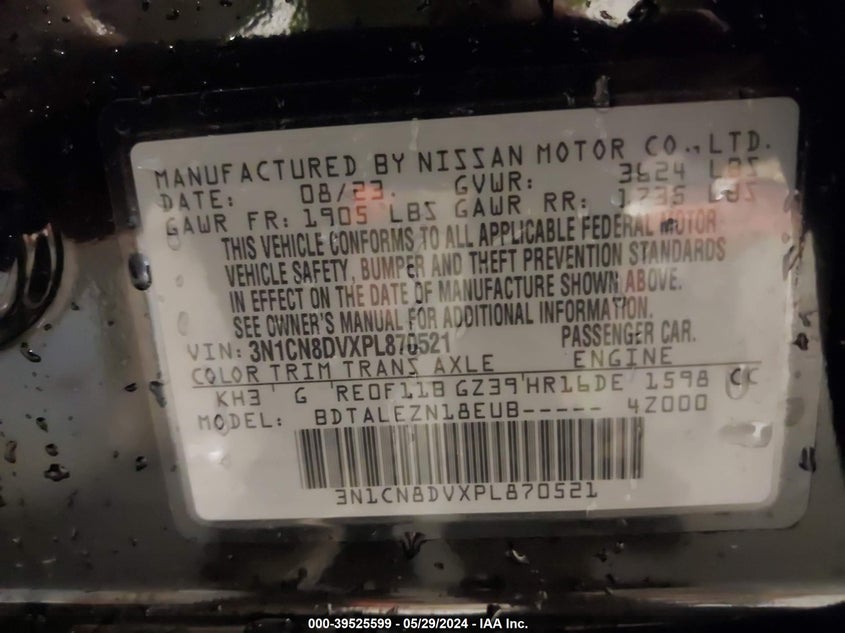 MANUFACTURED BY NISSAN MOTOR CO., LTD.
DATE: 08/23. GVWR: 3624 LBS
GAWR FR: 1905 LBS GAWR RR: 1735 LBS
THIS VEHICLE CONFORMS TO ALL APPLICABLE FEDERAL MOTOR
VEHICLE SAFETY, BUMPER AND THEFT PREVENTION STANDARDS
IN EFFECT ON THE DATE OF MANUFACTURE SHOWN ABOVE.
SEE OWNER'S MANUAL FOR ADDITIONAL INFORMATION.
VIN: 3N1CN8DVXPL870521 PASSENGER CAR.
COLOR TRIM TRANS AXLE ENGINE
KH3 G RE0F11B GZ39 HR16DE 1598 CC
MODEL: BDTALEZN18EUB----- 4Z000
3N1CN8DVXPL870521
000-39525599 - 05/29/2024 - IAA Inc.